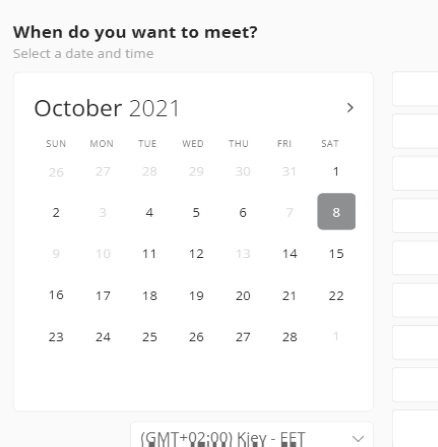 When do you want to meet?
Select a date and time
October 2021
SUN MON TUE WED THU FRI SAT
26 27 28 29 30 31 1
2 3 4 5 6 7 8
9 10 11 12 13 14 15
16 17 18 19 20 21 22
23 24 25 26 27 28 1
(GMT+02:00) Kiev - EET